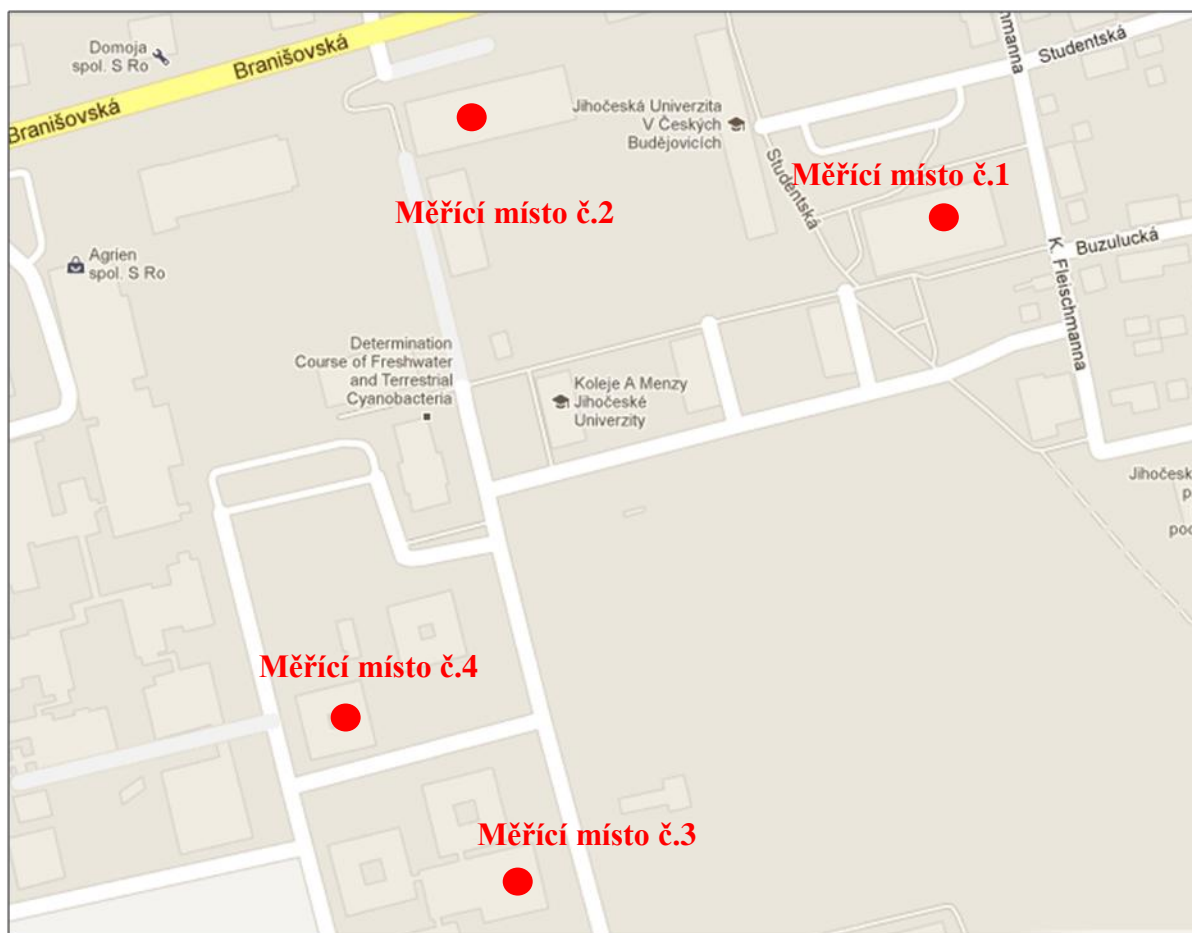 Domoja
spol. S Ro
Branišovská
Branišovská
Studentská
Jihočeská Univerzita
V Českých
Budějovicích
Studentská
Měřící místo č.1
Měřící místo č.2
Buzulucká
K. Fleischmanna
Agrien
spol. S Ro
Determination
Course of Freshwater
and Terrestrial
Cyanobacteria
Koleje A Menzy
Jihočeské
Univerzity
Měřící místo č.4
Měřící místo č.3